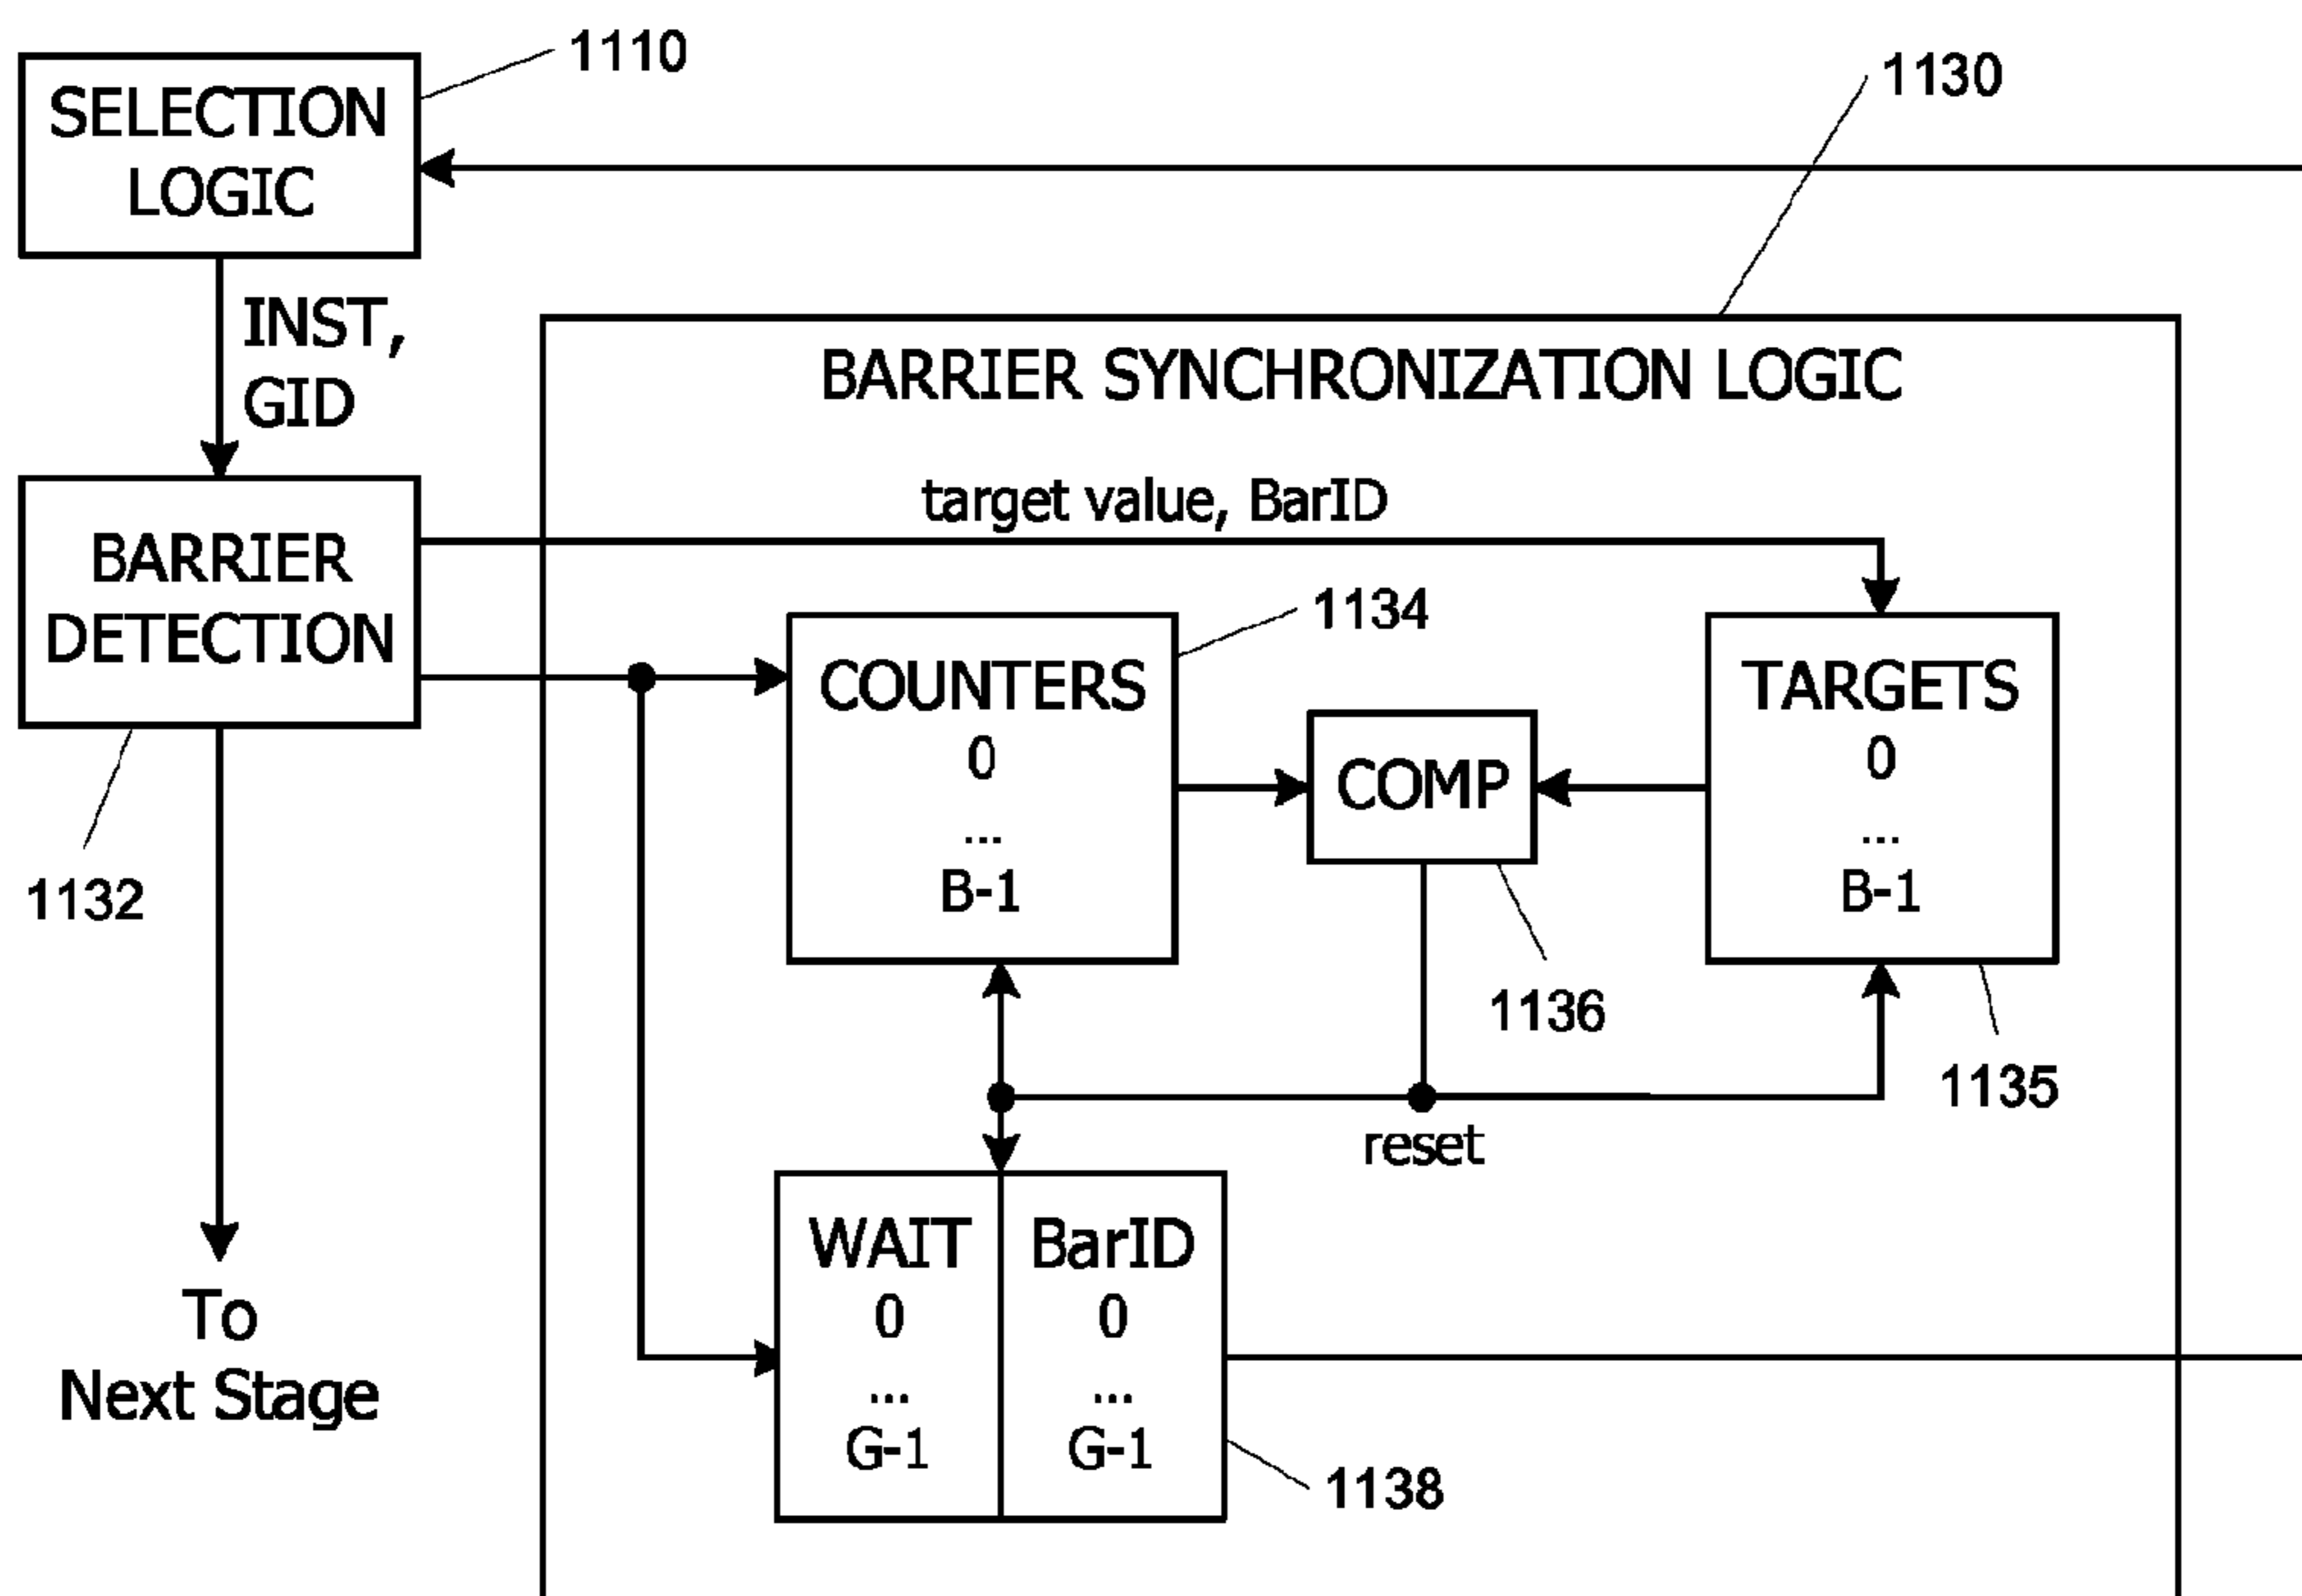 1110
SELECTION
LOGIC
1130
INST,
GID
BARRIER SYNCHRONIZATION LOGIC
target value, BarID
BARRIER
DETECTION
1132
1134
COUNTERS
0
...
B-1
COMP
1136
TARGETS
0
...
B-1
1135
reset
WAIT
0
...
G-1
BarID
0
...
G-1
1138
To
Next Stage